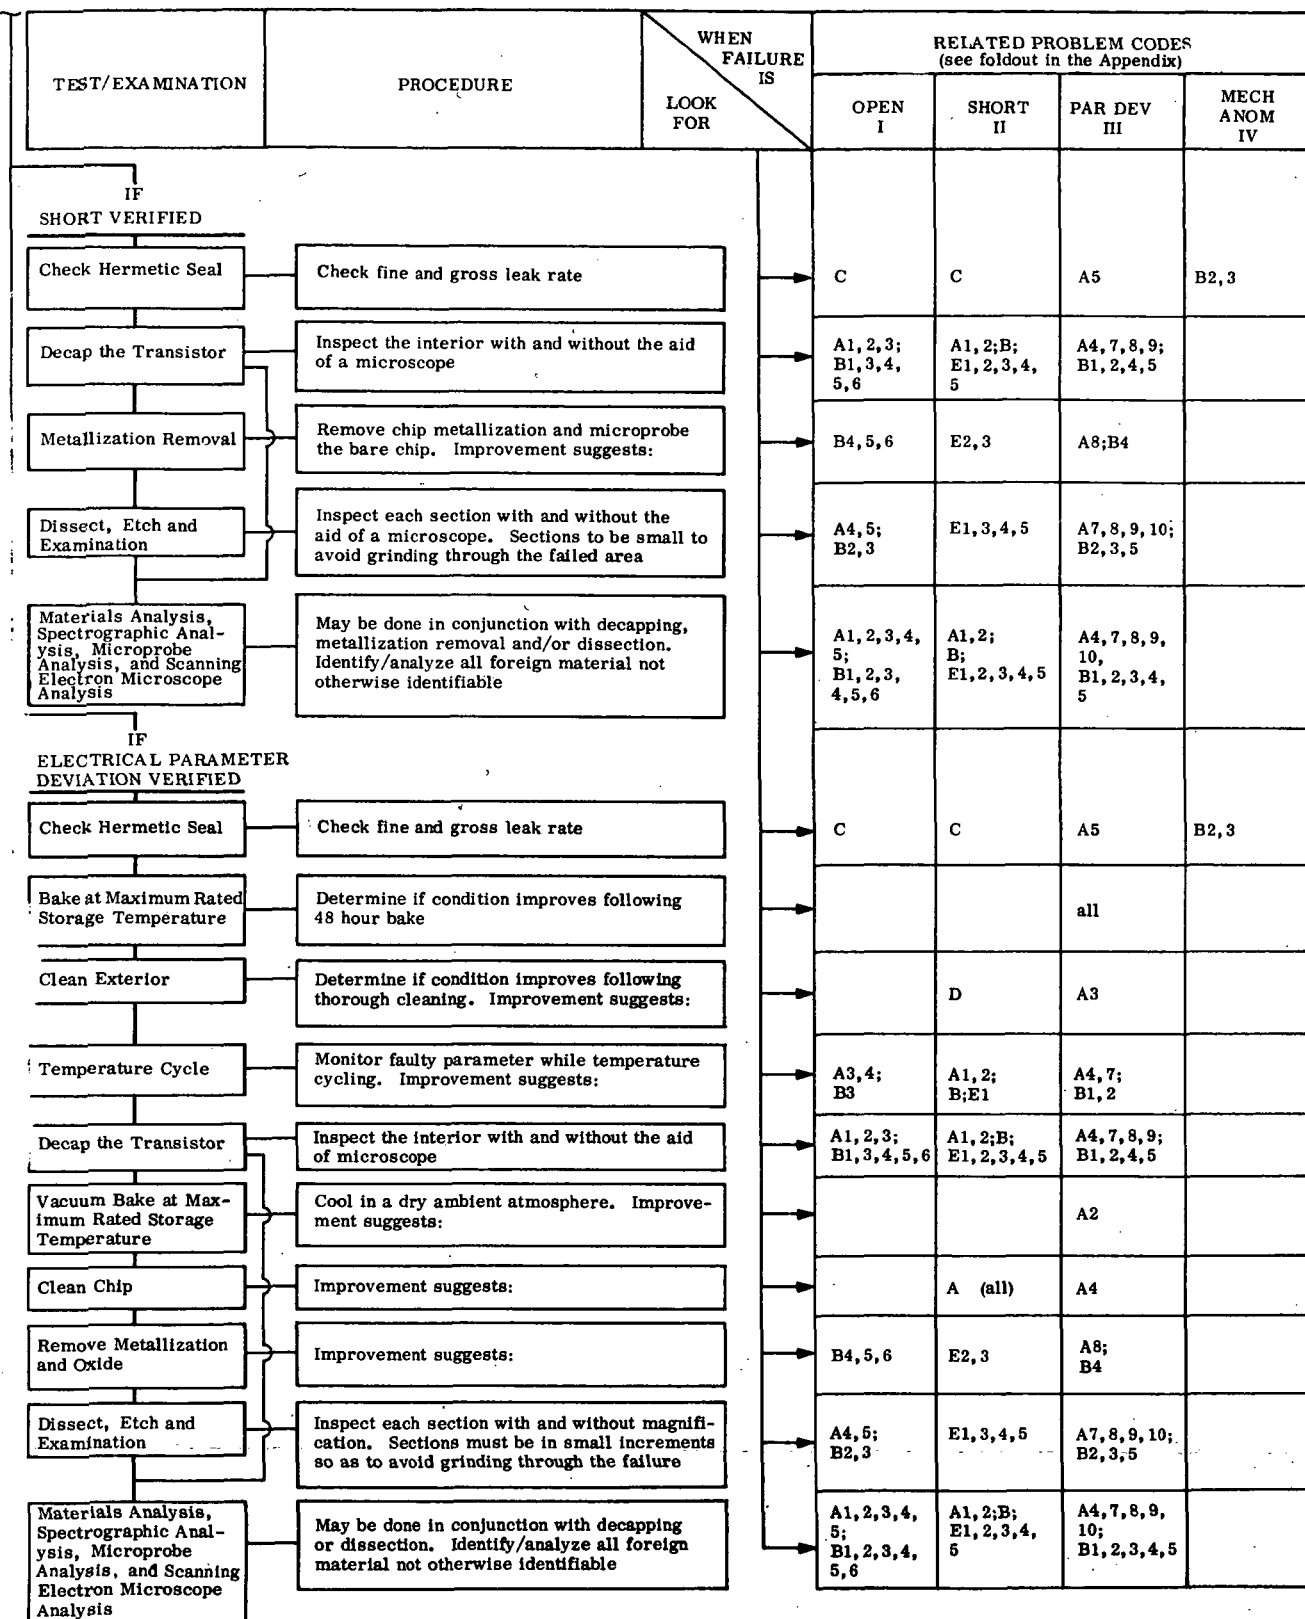 TEST/EXAMINATION
PROCEDURE
WHEN
FAILURE
IS
LOOK
FOR
RELATED PROBLEM CODES
(see foldout in the Appendix)
OPEN
I
SHORT
II
PAR DEV
III
MECH
ANOM
IV
IF
SHORT VERIFIED
Check Hermetic Seal
Check fine and gross leak rate
C
C
A5
B2,3
Decap the Transistor
Inspect the interior with and without the aid
of a microscope
A1,2,3;
B1,3,4,
5,6
A1,2;B;
E1,2,3,4,
5
A4,7,8,9;
B1,2,4,5
Metallization Removal
Remove chip metallization and microprobe
the bare chip. Improvement suggests:
B4,5,6
E2,3
A8;B4
Dissect, Etch and
Examination
Inspect each section with and without the
aid of a microscope. Sections to be small to
avoid grinding through the failed area
A4,5;
B2,3
E1,3,4,5
A7,8,9,10;
B2,3,5
Materials Analysis,
Spectrographic Anal-
ysis, Microprobe
Analysis, and Scanning
Electron Microscope
Analysis
May be done in conjunction with decapping,
metallization removal and/or dissection.
Identify/analyze all foreign material not
otherwise identifiable
A1,2,3,4,
5;
B1,2,3,
4,5,6
A1,2;
B;
E1,2,3,4,5
A4,7,8,9,
10,
B1,2,3,4,
5
IF
ELECTRICAL PARAMETER
DEVIATION VERIFIED
Check Hermetic Seal
Check fine and gross leak rate
C
C
A5
B2,3
Bake at Maximum Rated
Storage Temperature
Determine if condition improves following
48 hour bake
all
Clean Exterior
Determine if condition improves following
thorough cleaning. Improvement suggests:
D
A3
Temperature Cycle
Monitor faulty parameter while temperature
cycling. Improvement suggests:
A3,4;
B3
A1,2;
B;E1
A4,7;
B1,2
Decap the Transistor
Inspect the interior with and without the aid
of microscope
A1,2,3;
B1,3,4,5,6
A1,2;B;
E1,2,3,4,5
A4,7,8,9;
B1,2,4,5
Vacuum Bake at Max-
imum Rated Storage
Temperature
Cool in a dry ambient atmosphere. Improve-
ment suggests:
A2
Clean Chip
Improvement suggests:
A (all)
A4
Remove Metallization
and Oxide
Improvement suggests:
B4,5,6
E2,3
A8;
B4
Dissect, Etch and
Examination
Inspect each section with and without magnifi-
cation. Sections must be in small increments
so as to avoid grinding through the failure
A4,5;
B2,3
E1,3,4,5
A7,8,9,10;
B2,3,5
Materials Analysis,
Spectrographic Anal-
ysis, Microprobe
Analysis, and Scanning
Electron Microscope
Analysis
May be done in conjunction with decapping
or dissection. Identify/analyze all foreign
material not otherwise identifiable
A1,2,3,4,
5;
B1,2,3,4,
5,6
A1,2;B;
E1,2,3,4,
5
A4,7,8,9,
10;
B1,2,3,4,5